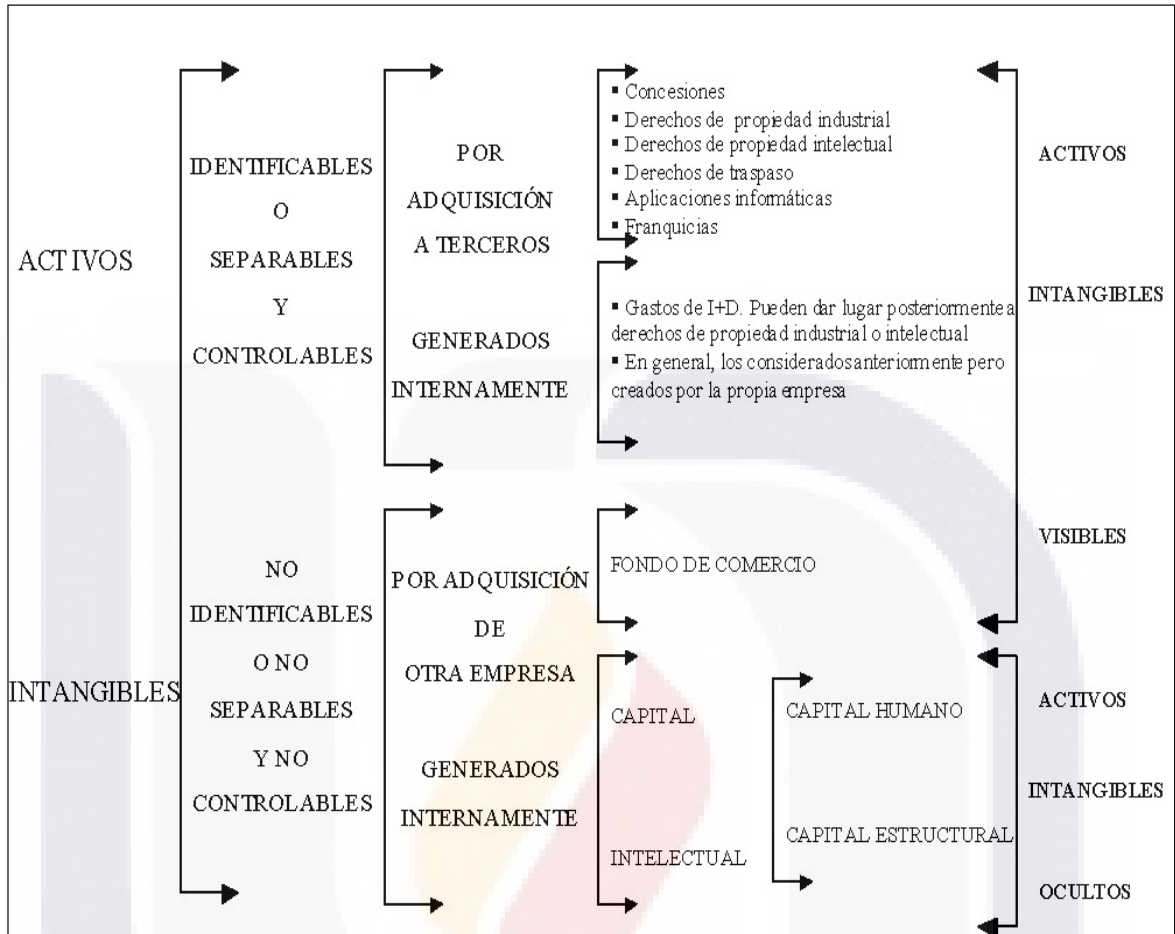 ACTIVOS
INTANGIBLES
IDENTIFICABLES
O
SEPARABLES
Y
CONTROLABLES
NO
IDENTIFICABLES
O NO
SEPARABLES
Y NO
CONTROLABLES
POR
ADQUISICIÓN
A TERCEROS
GENERADOS
INTERNAMENTE
POR ADQUISICIÓN
DE
OTRA EMPRESA
GENERADOS
INTERNAMENTE
▪ Concesiones
▪ Derechos de propiedad industrial
▪ Derechos de propiedad intelectual
▪ Derechos de traspaso
▪ Aplicaciones informáticas
▪ Franquicias
▪ Gastos de I+D. Pueden dar lugar posteriormente a
derechos de propiedad industrial o intelectual
▪ En general, los considerados anteriormente pero
creados por la propia empresa
FONDO DE COMERCIO
CAPITAL
INTELECTUAL
CAPITAL HUMANO
CAPITAL ESTRUCTURAL
ACTIVOS
INTANGIBLES
VISIBLES
ACTIVOS
INTANGIBLES
OCULTOS